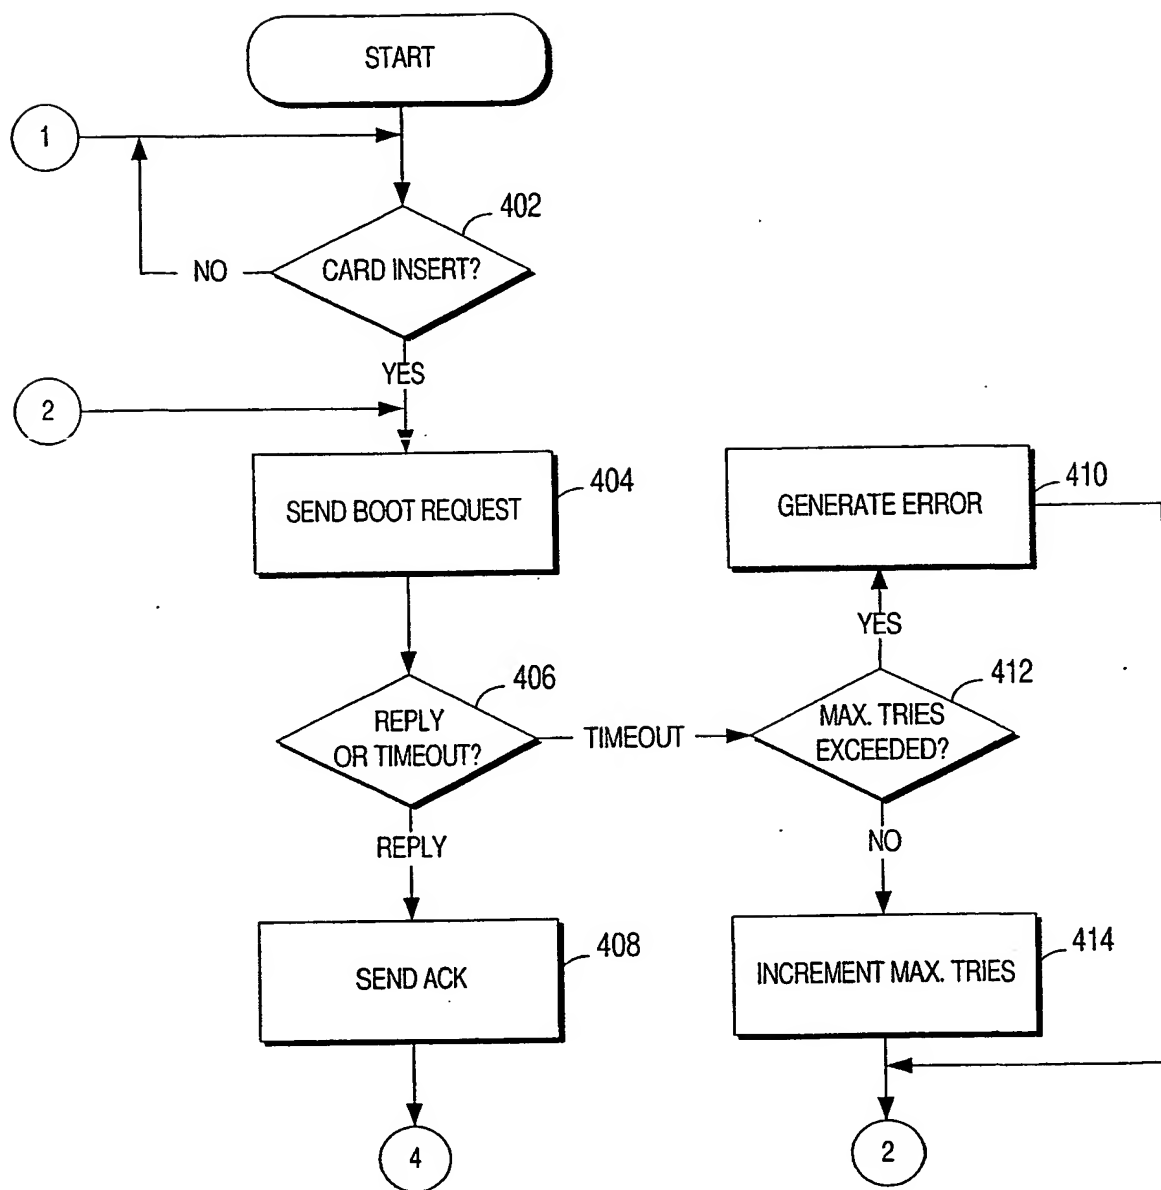 START
1
402
CARD INSERT?
NO
YES
2
404
SEND BOOT REQUEST
410
GENERATE ERROR
YES
406
REPLY
OR TIMEOUT?
TIMEOUT
412
MAX. TRIES
EXCEEDED?
REPLY
NO
408
SEND ACK
414
INCREMENT MAX. TRIES
4
2